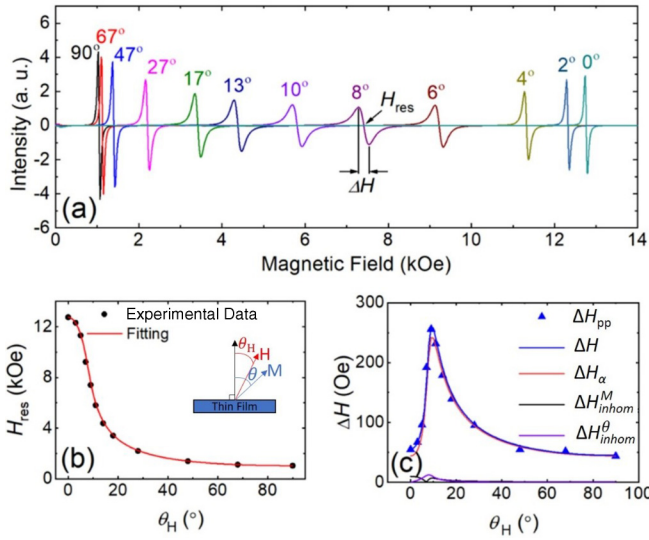 6
4
2
0
-2
-4
-6
Intensity (a. u.)
90°
67°
47°
27°
17°
13°
10°
8°
H_res
6°
4°
2°
0°
ΔH
(a)
0 2 4 6 8 10 12 14
Magnetic Field (kOe)
12
8
4
0
H_res (kOe)
Experimental Data
Fitting
θ_H
H
θ
M
Thin Film
(b)
0 20 40 60 80
θ_H (°)
300
200
100
0
ΔH (Oe)
ΔH_pp
ΔH
ΔH_α
ΔH^M_inhom
ΔH^θ_inhom
(c)
0 20 40 60 80 100
θ_H (°)